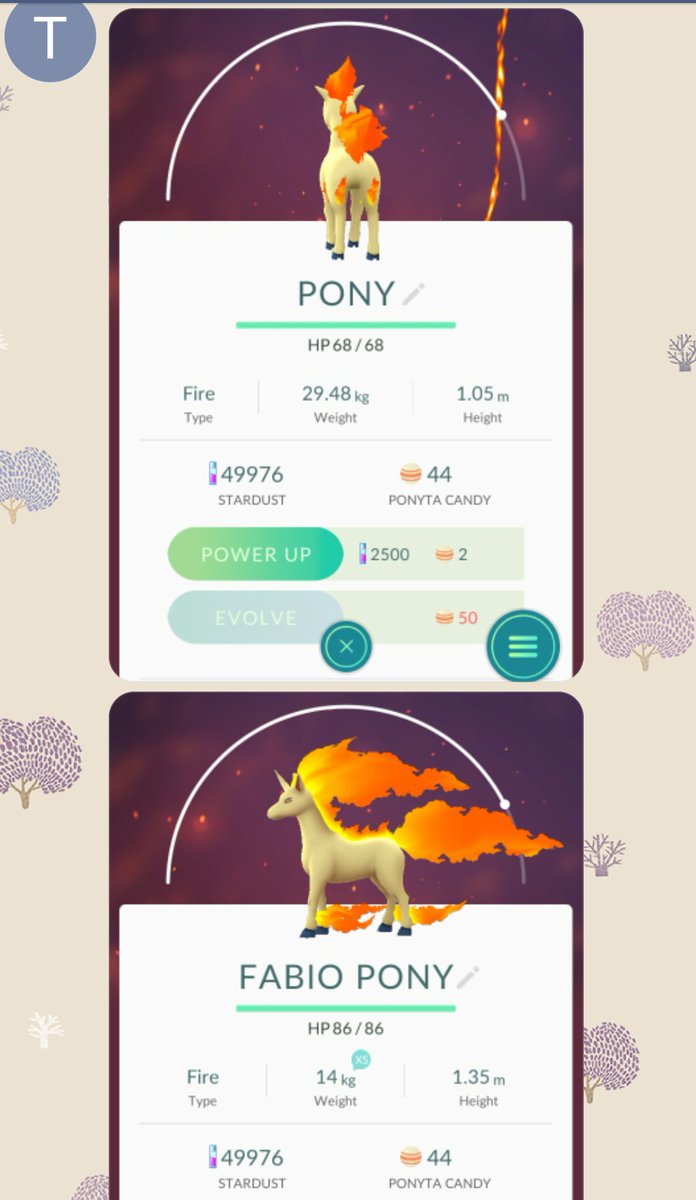 T
PONY
HP 68 / 68
Fire 29.48 kg 1.05 m
Type Weight Height
49976 44
STARDUST PONYTA CANDY
POWER UP 2500 2
EVOLVE 50
FABIO PONY
HP 86 / 86
XS
Fire 14 kg 1.35 m
Type Weight Height
49976 44
STARDUST PONYTA CANDY